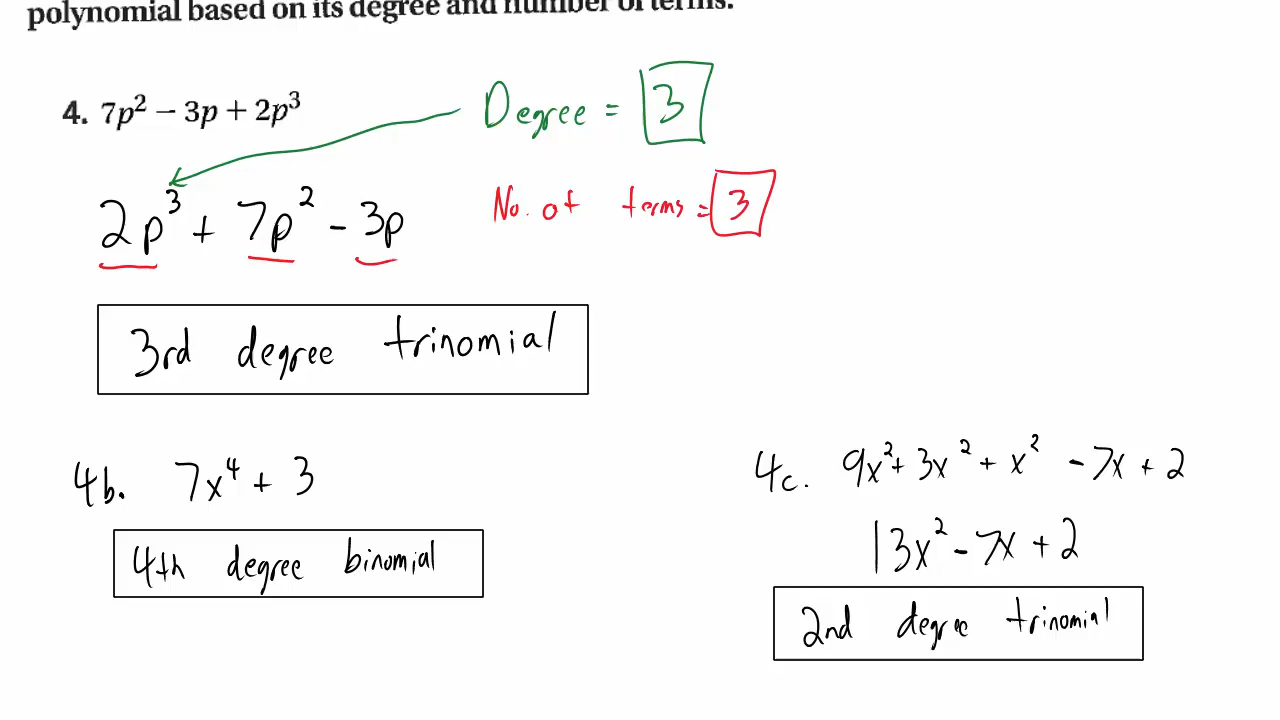 polynomial based on its degree and number of terms.
4. 7p² − 3p + 2p³
Degree = 3
2p³ + 7p² - 3p
No. of terms = 3
3rd degree trinomial
4b. 7x⁴ + 3
4th degree binomial
4c. 9x² + 3x² + x² - 7x + 2
13x² - 7x + 2
2nd degree trinomial